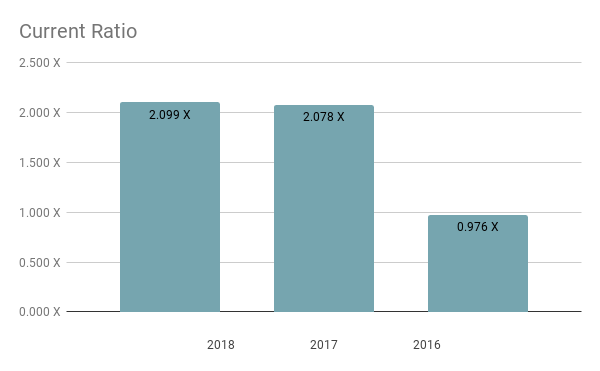 Current Ratio
2.500 X
2.000 X
1.500 X
1.000 X
0.500 X
0.000 X
2.099 X
2.078 X
0.976 X
2018
2017
2016